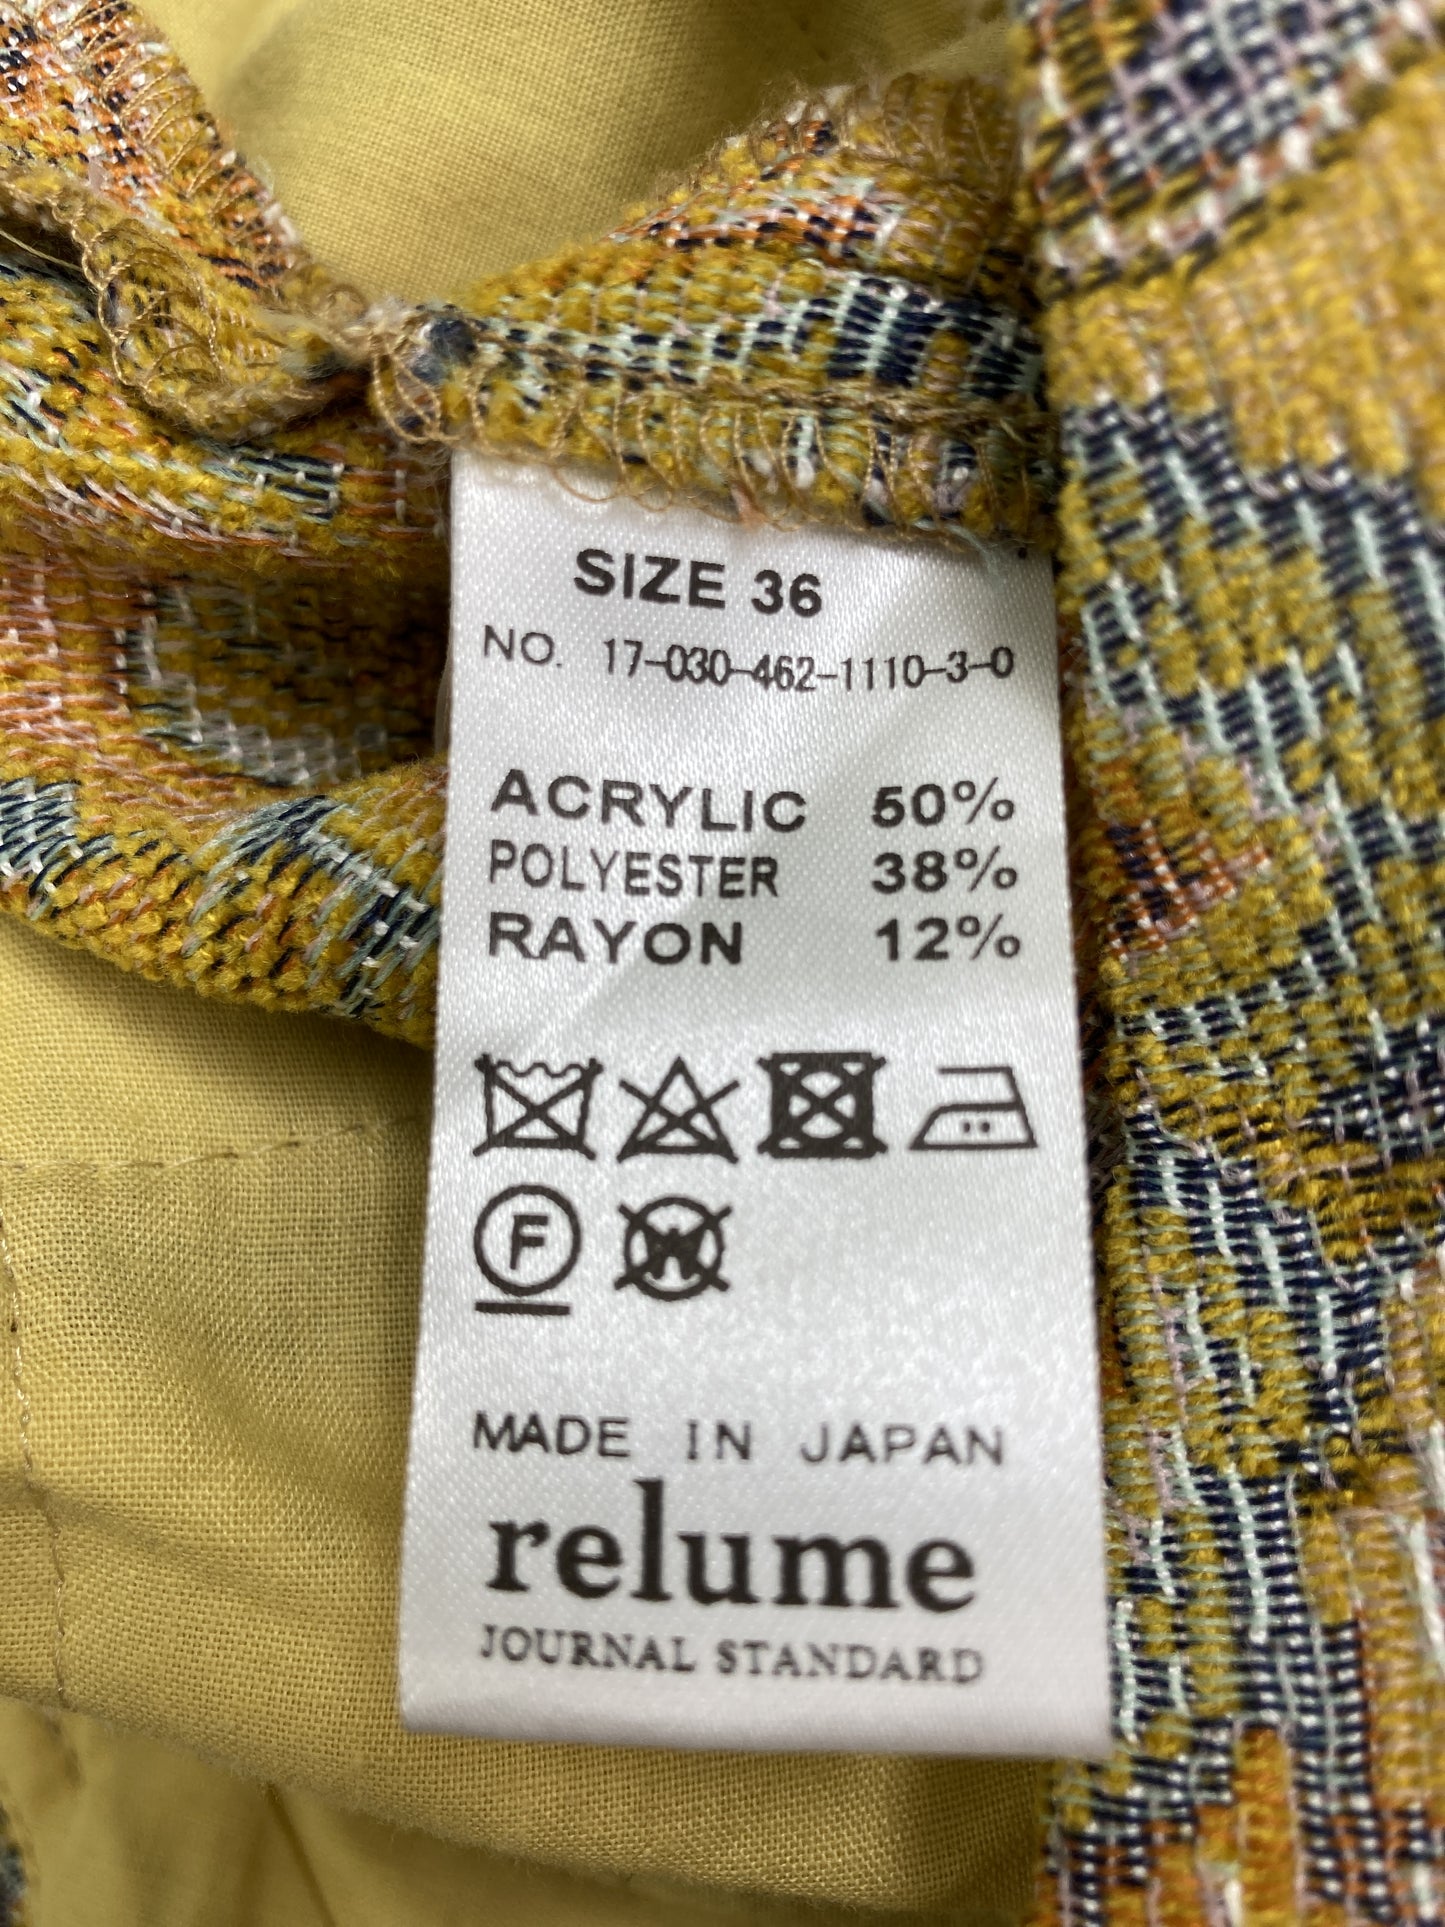 SIZE 36
NO. 17-030-462-1110-3-0
ACRYLIC 50%
POLYESTER 38%
RAYON 12%
F W
MADE IN JAPAN
relume
JOURNAL STANDARD